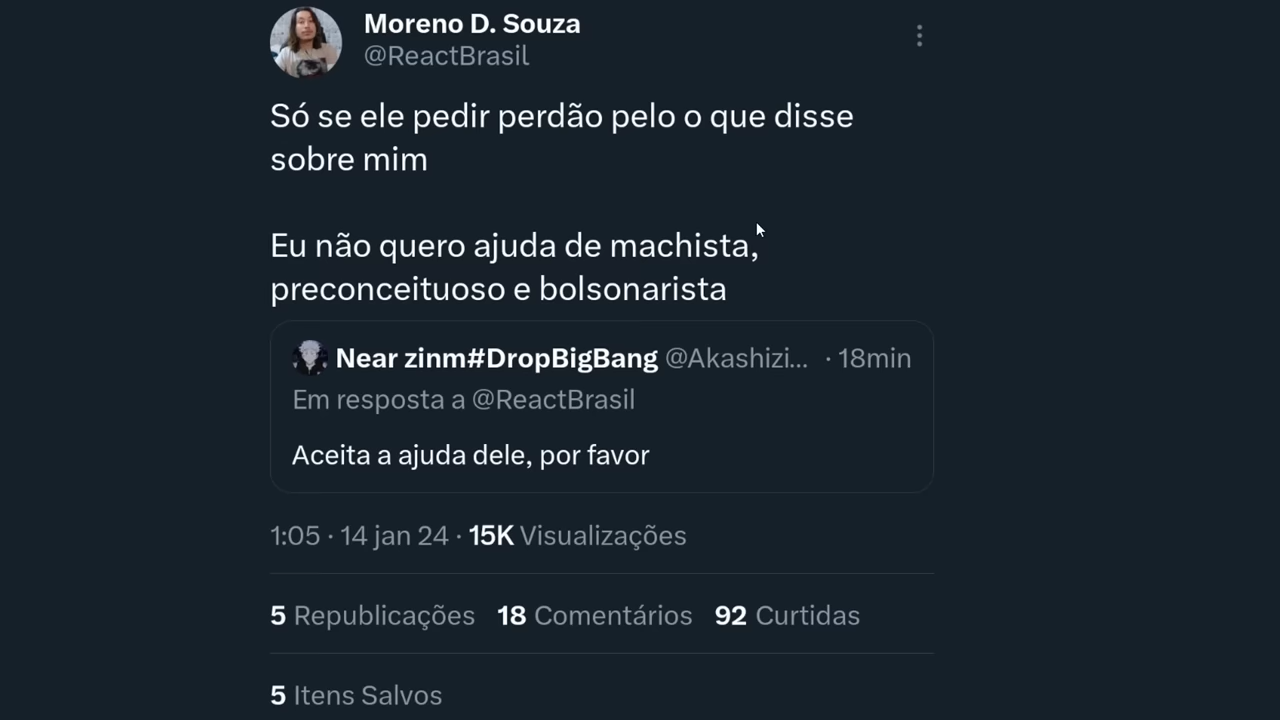 Moreno D. Souza
@ReactBrasil
Só se ele pedir perdão pelo o que disse
sobre mim
Eu não quero ajuda de machista,
preconceituoso e bolsonarista
Near zinm#DropBigBang @Akashizi... · 18min
Em resposta a @ReactBrasil
Aceita a ajuda dele, por favor
1:05 · 14 jan 24 · 15K Visualizações
5 Republicações 18 Comentários 92 Curtidas
5 Itens Salvos